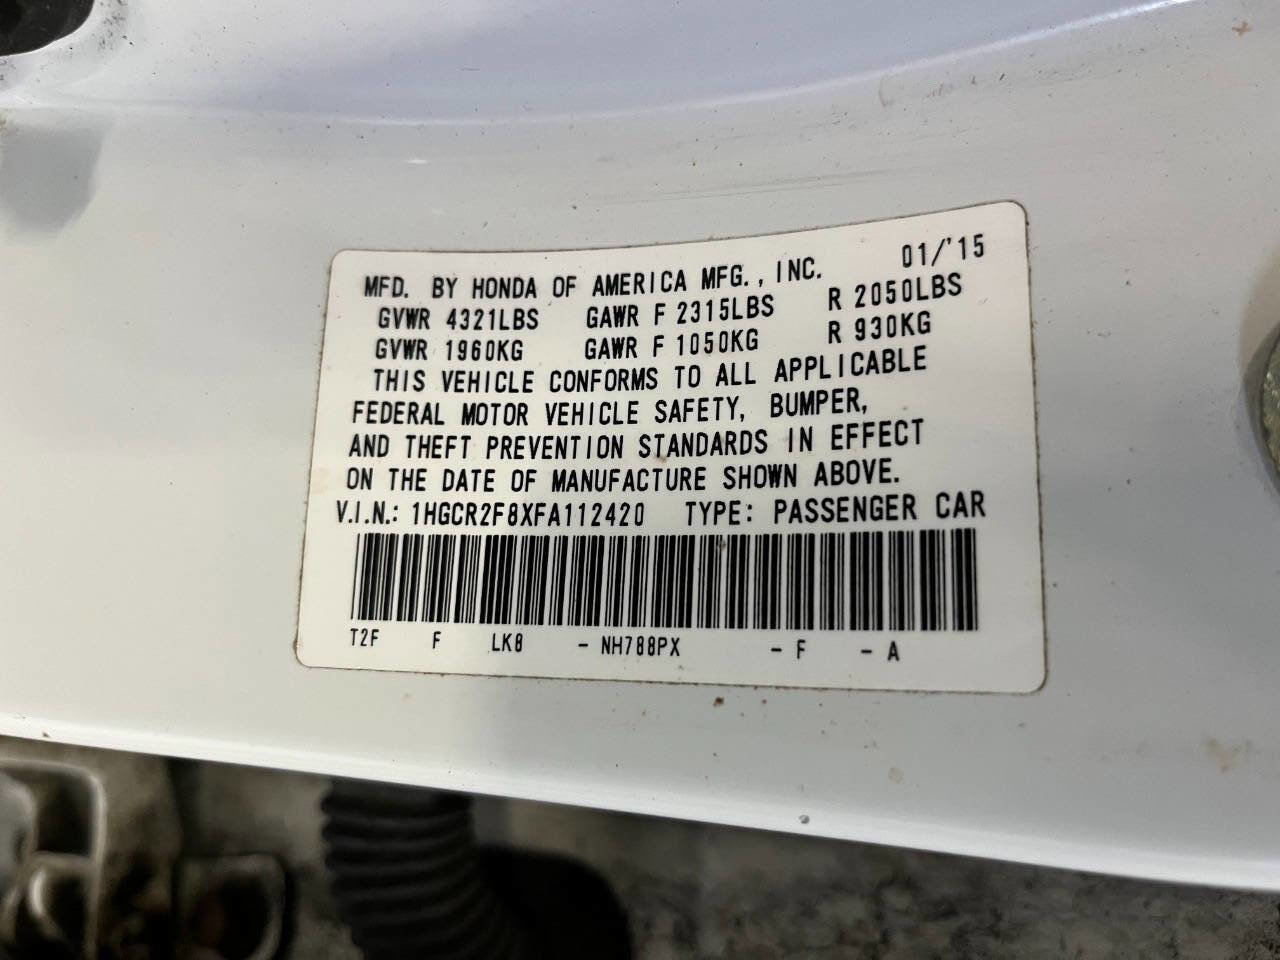 MFD. BY HONDA OF AMERICA MFG., INC. 01/'15
GVWR 4321LBS GAWR F 2315LBS R 2050LBS
GVWR 1960KG GAWR F 1050KG R 930KG
THIS VEHICLE CONFORMS TO ALL APPLICABLE
FEDERAL MOTOR VEHICLE SAFETY, BUMPER,
AND THEFT PREVENTION STANDARDS IN EFFECT
ON THE DATE OF MANUFACTURE SHOWN ABOVE.
V.I.N.: 1HGCR2F8XFA112420 TYPE: PASSENGER CAR
T2F F LK8 - NH788PX - F - A